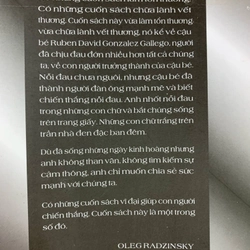 Có những cuốn sách chữa lành vết
thương. Cuốn sách này vừa làm tổn thương
vừa chữa lành vết thương, nó kể về cậu
bé Ruben David Gonzalez Gallego, người
đã chịu đau đớn nhiều hơn tất cả chúng
ta, về con người trưởng thành của cậu bé.
Nỗi đau chưa nguôi, nhưng cậu bé đã
thành người đàn ông mạnh mẽ và biết
chiến thắng nỗi đau. Anh nhốt nỗi đau
trong những con chữ và bắt chúng sống
trên trang giấy. Những con chữ trắng trên
trần nhà đen đặc ban đêm.
Dù đã sống những ngày kinh hoàng nhưng
anh không than vãn, không tìm kiếm sự
cảm thông, anh chỉ muốn chia sẻ sức
mạnh với chúng ta.
Có những cuốn sách vĩ đại giúp con người
chiến thắng. Cuốn sách này là một trong
số đó.
OLEG RADZINSKY